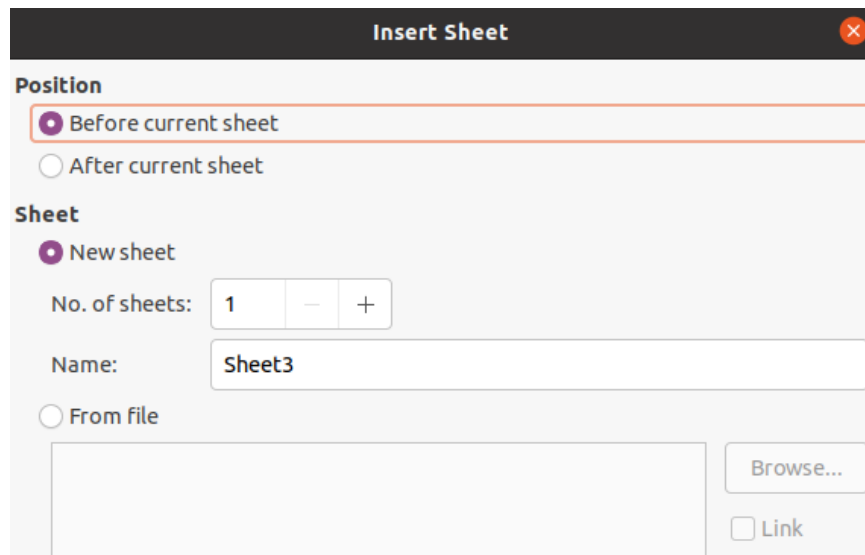 Insert Sheet
Position
Before current sheet
After current sheet
Sheet
New sheet
No. of sheets: 1
Name: Sheet3
From file
Browse...
Link